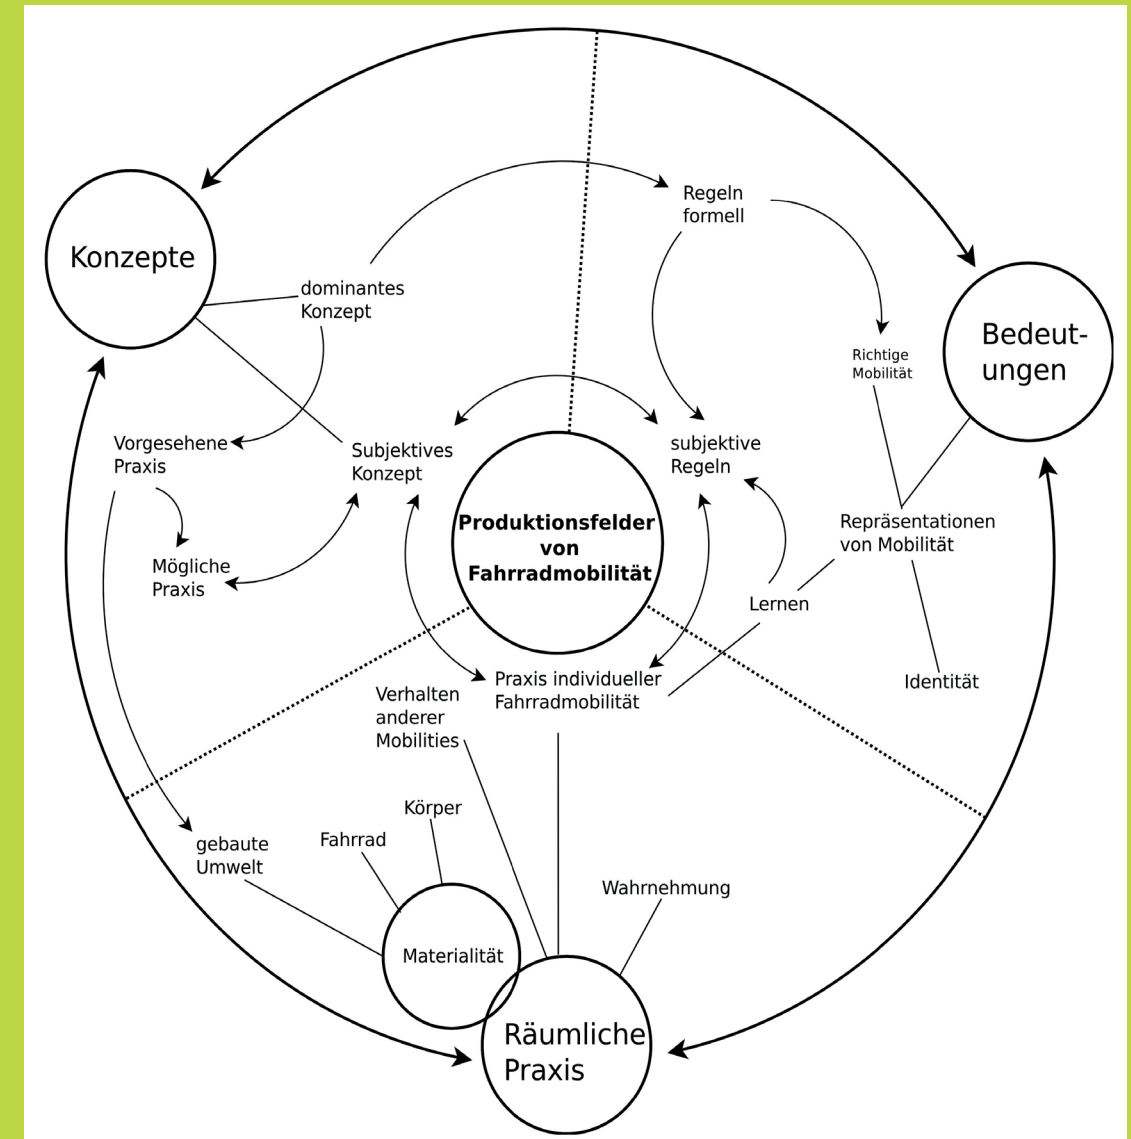 Regeln
formell
Konzepte
dominantes
Konzept
Bedeut-
ungen
Richtige
Mobilität
Vorgesehene
Praxis
Subjektives
Konzept
subjektive
Regeln
Produktionsfelder
von
Fahrradmobilität
Repräsentationen
von Mobilität
Mögliche
Praxis
Lernen
Identität
Praxis individueller
Fahrradmobilität
Verhalten
anderer
Mobilities
Körper
Fahrrad
gebaute
Umwelt
Wahrnehmung
Materialität
Räumliche
Praxis